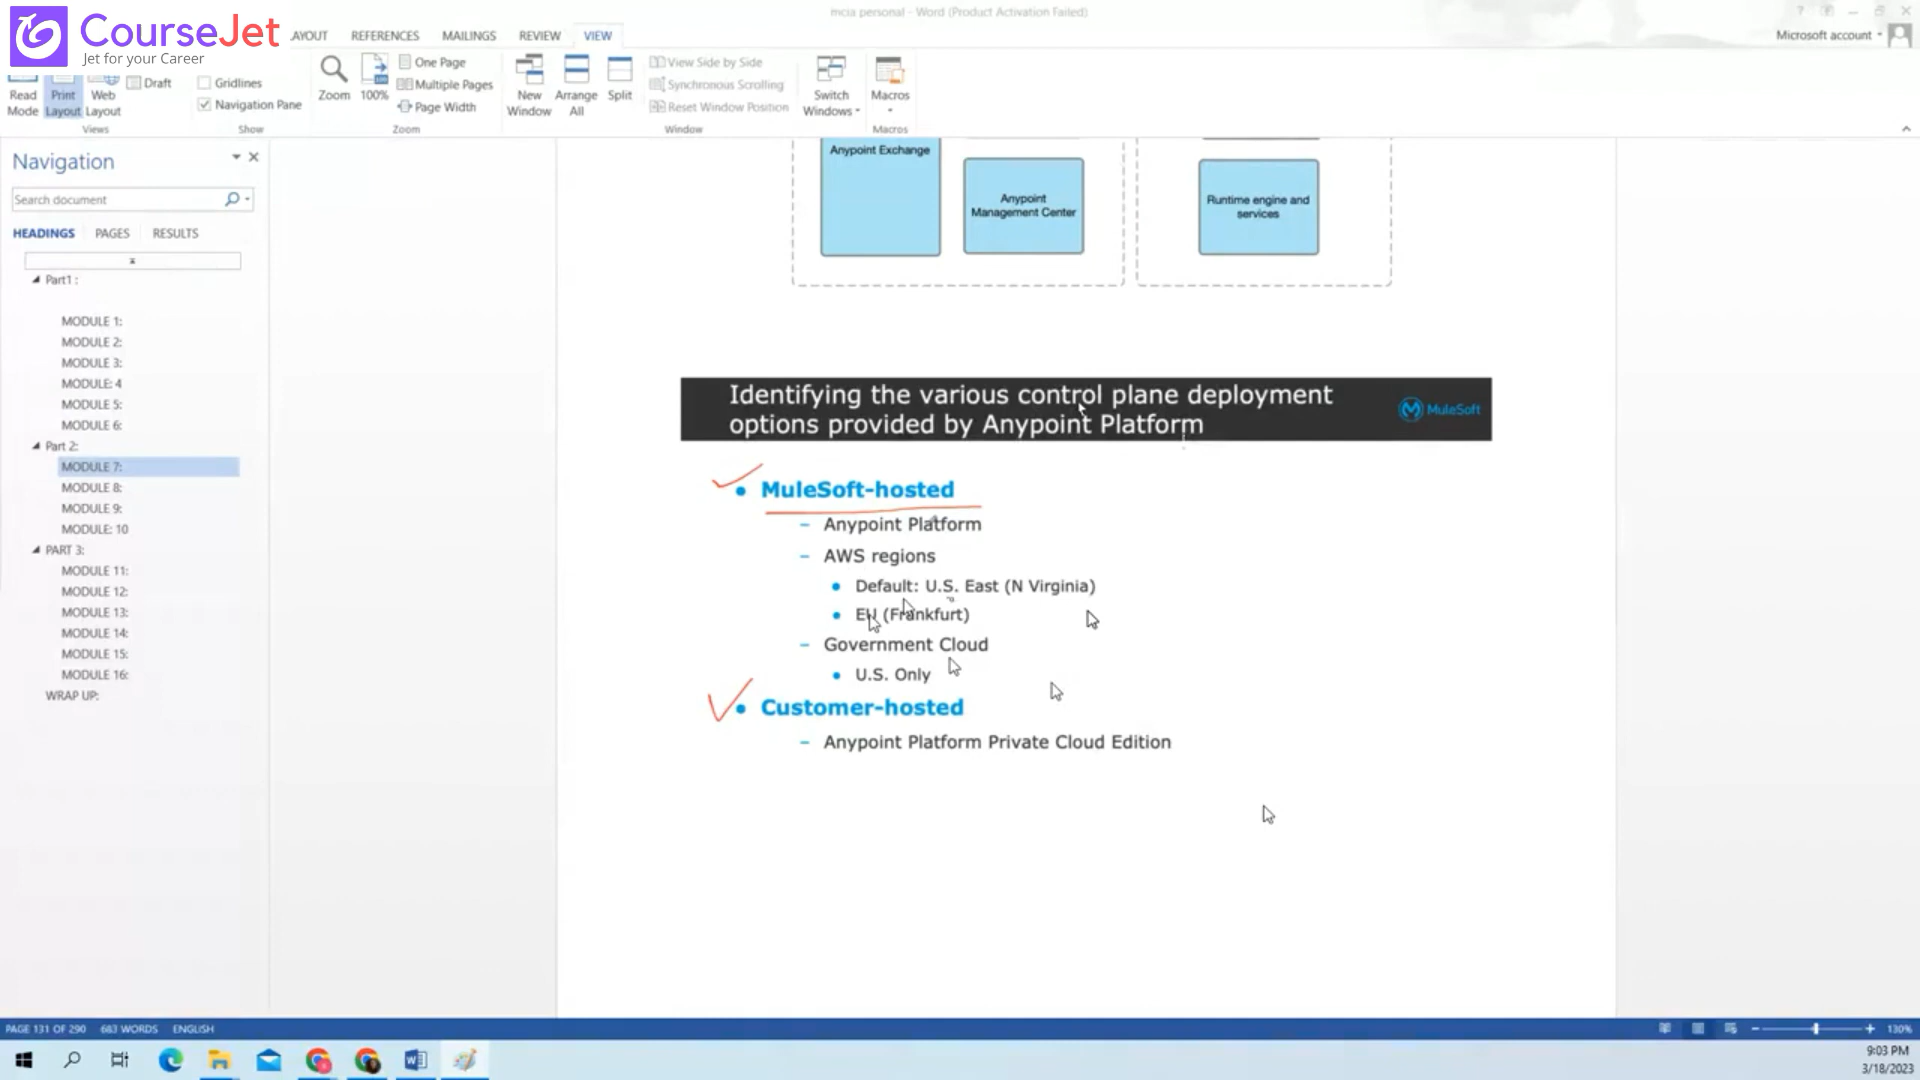 CourseJet
Jet for your Career
mcia personal - Word (Product Activation Failed)
AYOUT REFERENCES MAILINGS REVIEW VIEW
Microsoft account
Read Mode
Print Layout
Web Layout
Draft
Views
Gridlines
Navigation Pane
Show
Zoom
100%
One Page
Multiple Pages
Page Width
Zoom
New Window
Arrange All
Split
View Side by Side
Synchronous Scrolling
Reset Window Position
Window
Switch Windows
Macros
Macros
Navigation
Search document
HEADINGS PAGES RESULTS
Part1 :
MODULE 1:
MODULE 2:
MODULE 3:
MODULE: 4
MODULE 5:
MODULE 6:
Part 2:
MODULE 7:
MODULE 8:
MODULE 9:
MODULE: 10
PART 3:
MODULE 11:
MODULE 12:
MODULE 13:
MODULE 14:
MODULE 15:
MODULE 16:
WRAP UP:
Anypoint Exchange
Anypoint
Management Center
Runtime engine and
services
Identifying the various control plane deployment
options provided by Anypoint Platform
MuleSoft
• MuleSoft-hosted
– Anypoint Platform
– AWS regions
• Default: U.S. East (N Virginia)
• EU (Frankfurt)
– Government Cloud
• U.S. Only
• Customer-hosted
– Anypoint Platform Private Cloud Edition
PAGE 131 OF 290 683 WORDS ENGLISH
130%
9:03 PM
3/18/2023